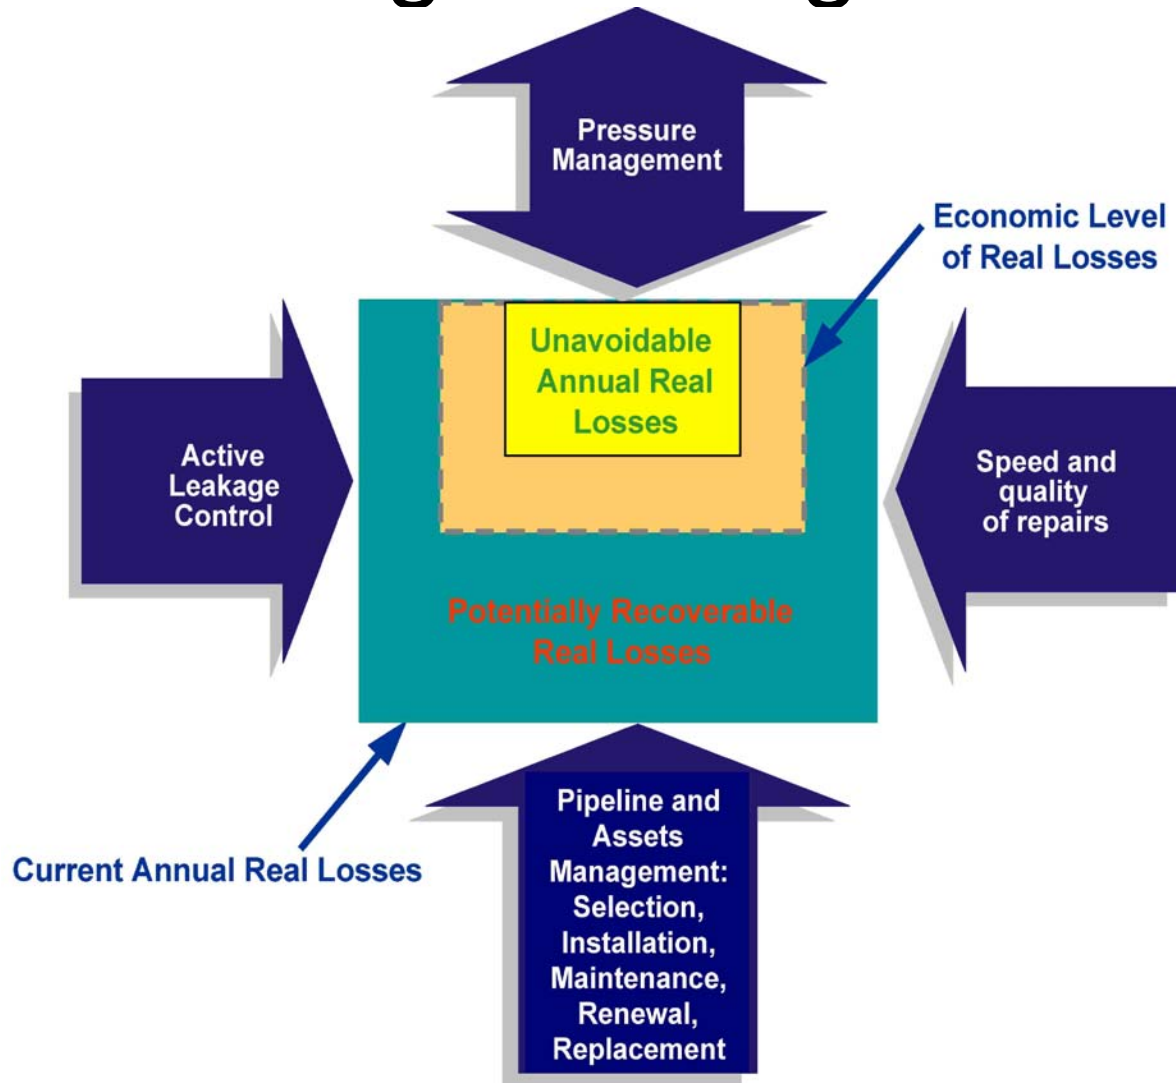 Pressure
Management
Economic Level
of Real Losses
Unavoidable
Annual Real
Losses
Active
Leakage
Control
Speed and
quality
of repairs
Potentially Recoverable
Real Losses
Current Annual Real Losses
Pipeline and
Assets
Management:
Selection,
Installation,
Maintenance,
Renewal,
Replacement